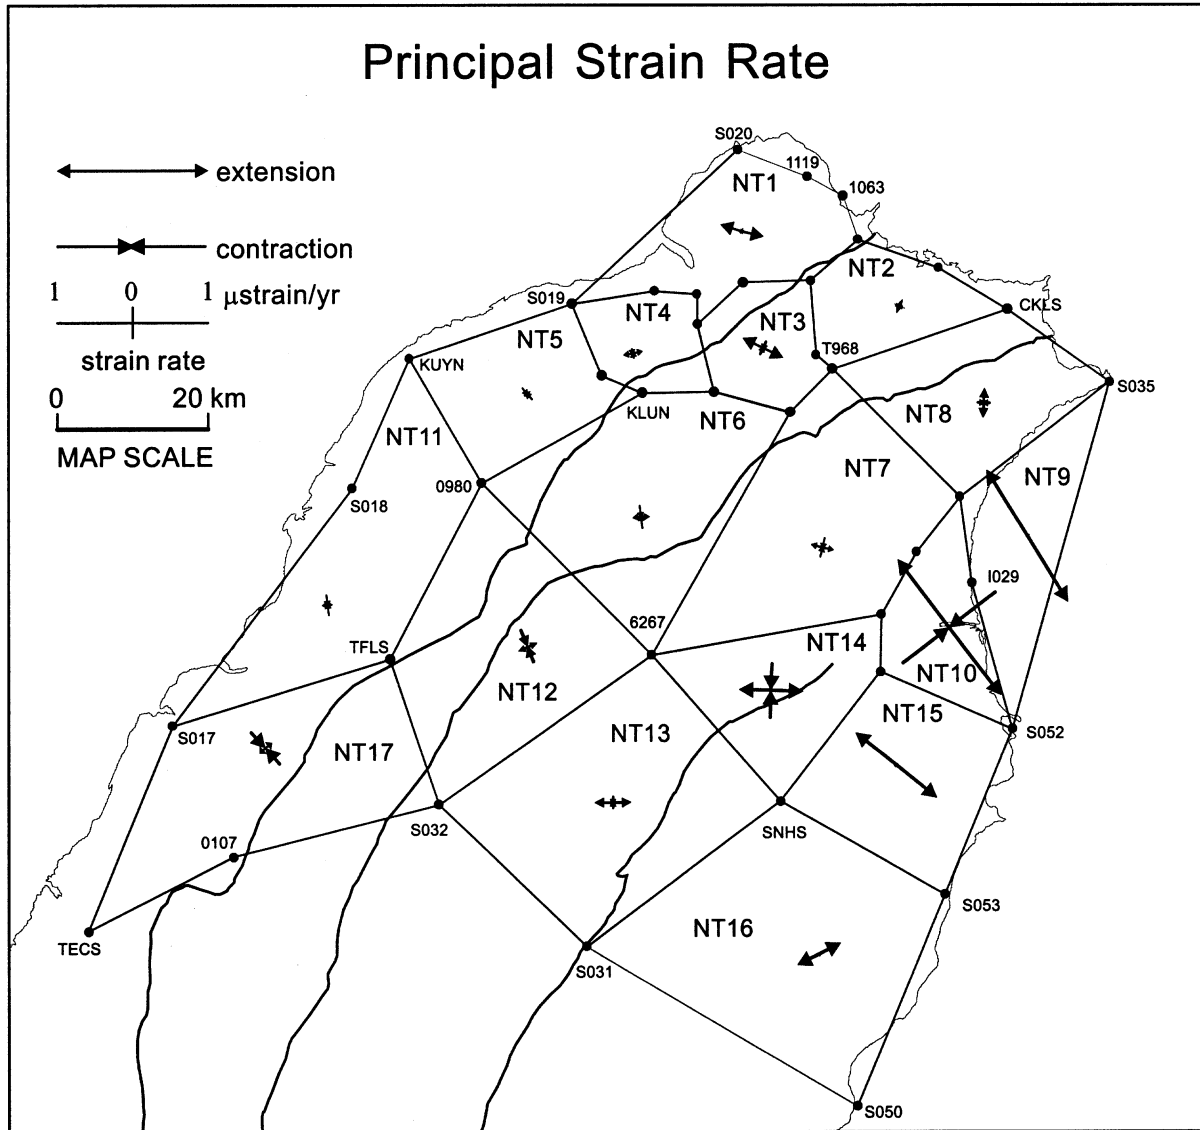 Principal Strain Rate
extension
contraction
1 0 1 μstrain/yr
strain rate
0 20 km
MAP SCALE
S020
1119
NT1
1063
NT2
S019
NT4
CKLS
NT5
NT3
T968
KUYN
S035
KLUN
NT6
NT8
NT11
NT7
0980
NT9
S018
I029
6267
TFLS
NT14
NT10
NT12
NT15
S017
NT17
NT13
S052
S032
SNHS
0107
S053
NT16
TECS
S031
S050